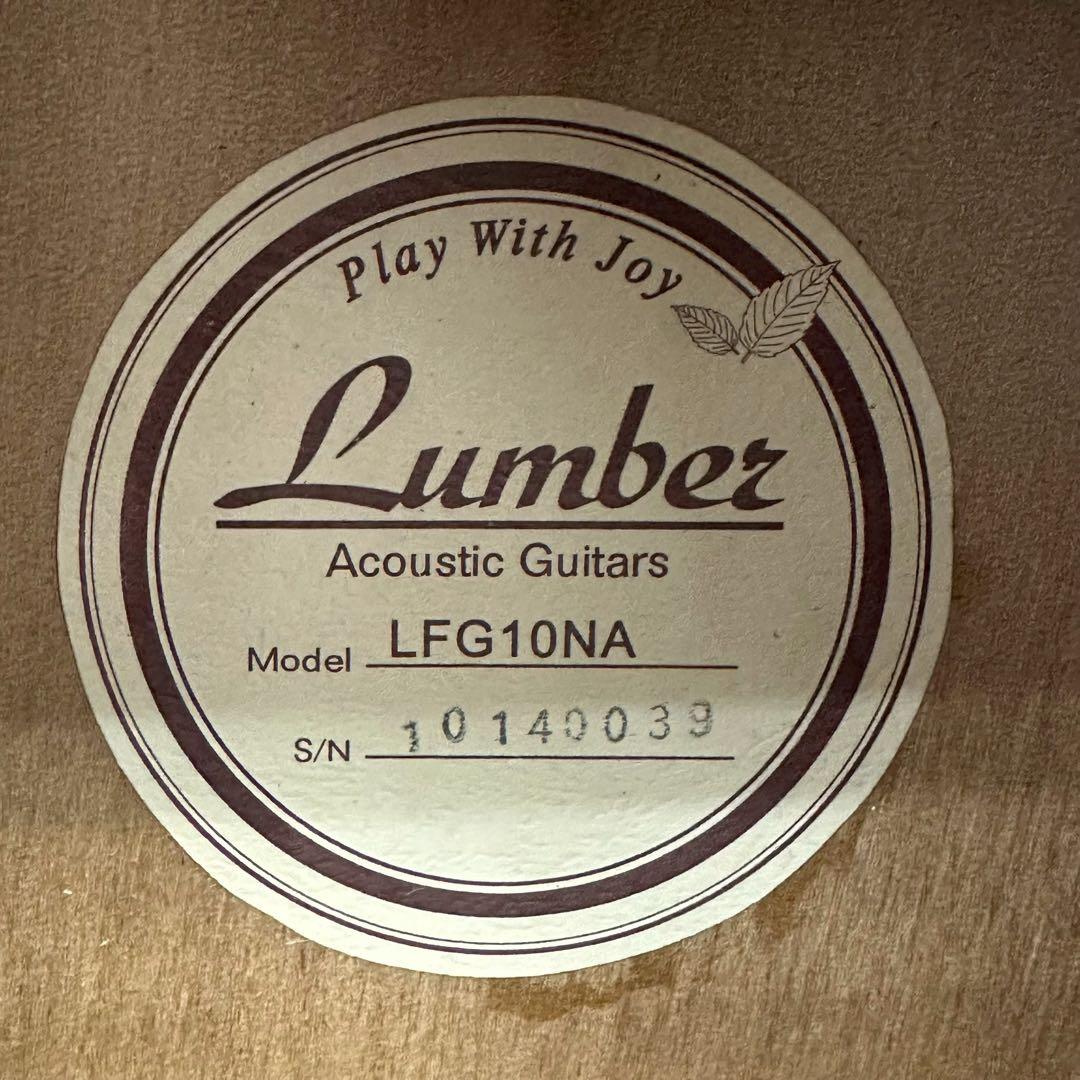 Play With Joy
Lumber
Acoustic Guitars
Model LFG10NA
S/N 10140039